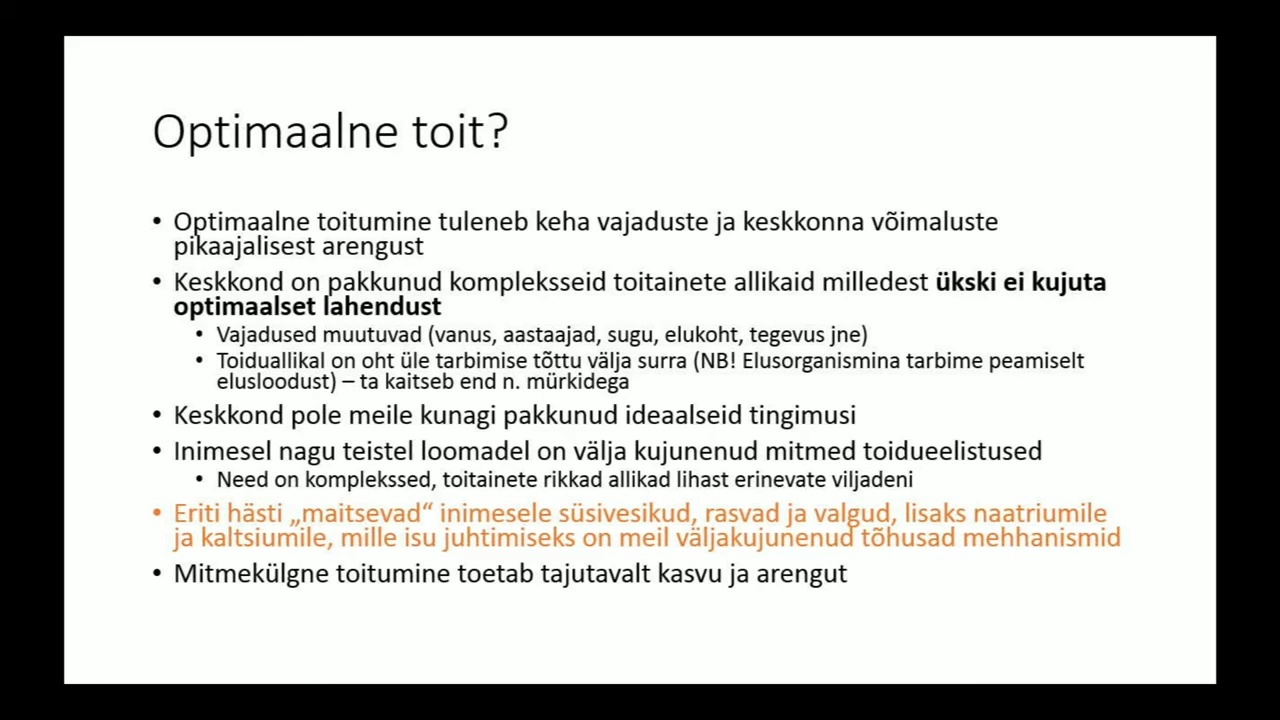 Optimaalne toit?
• Optimaalne toitumine tuleneb keha vajaduste ja keskkonna võimaluste
pikaajalisest arengust
• Keskkond on pakkunud kompleksseid toitainete allikaid milledest ükski ei kujuta
optimaalset lahendust
• Vajadused muutuvad (vanus, aastaajad, sugu, elukoht, tegevus jne)
• Toiduallikal on oht üle tarbimise tõttu välja surra (NB! Elusorganismina tarbime peamiselt
elusloodust) – ta kaitseb end n. mürkidega
• Keskkond pole meile kunagi pakkunud ideaalseid tingimusi
• Inimesel nagu teistel loomadel on välja kujunenud mitmed toidueelistused
• Need on komplekssed, toitainete rikkad allikad lihast erinevate viljadeni
• Eriti hästi „maitsevad“ inimesele süsivesikud, rasvad ja valgud, lisaks naatriumile
ja kaltsiumile, mille isu juhtimiseks on meil väljakujunenud tõhusad mehhanismid
• Mitmekülgne toitumine toetab tajutavalt kasvu ja arengut